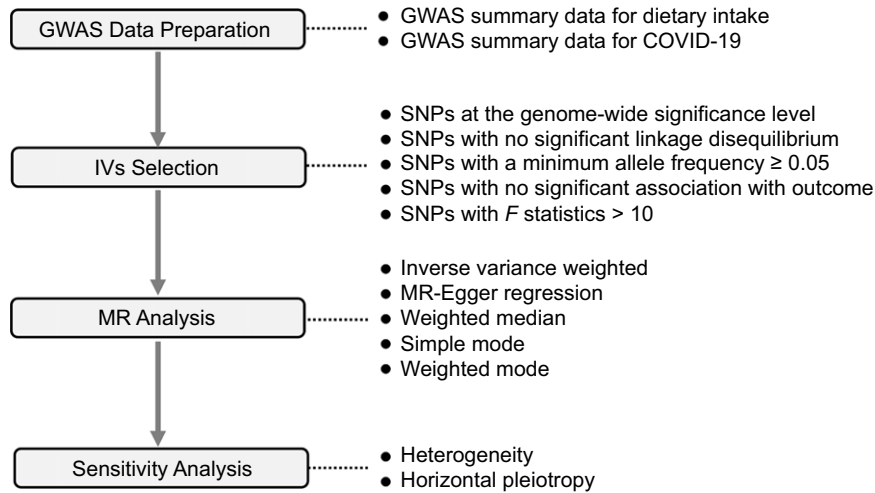 GWAS Data Preparation
● GWAS summary data for dietary intake
● GWAS summary data for COVID-19
IVs Selection
● SNPs at the genome-wide significance level
● SNPs with no significant linkage disequilibrium
● SNPs with a minimum allele frequency ≥ 0.05
● SNPs with no significant association with outcome
● SNPs with F statistics > 10
MR Analysis
● Inverse variance weighted
● MR-Egger regression
● Weighted median
● Simple mode
● Weighted mode
Sensitivity Analysis
● Heterogeneity
● Horizontal pleiotropy